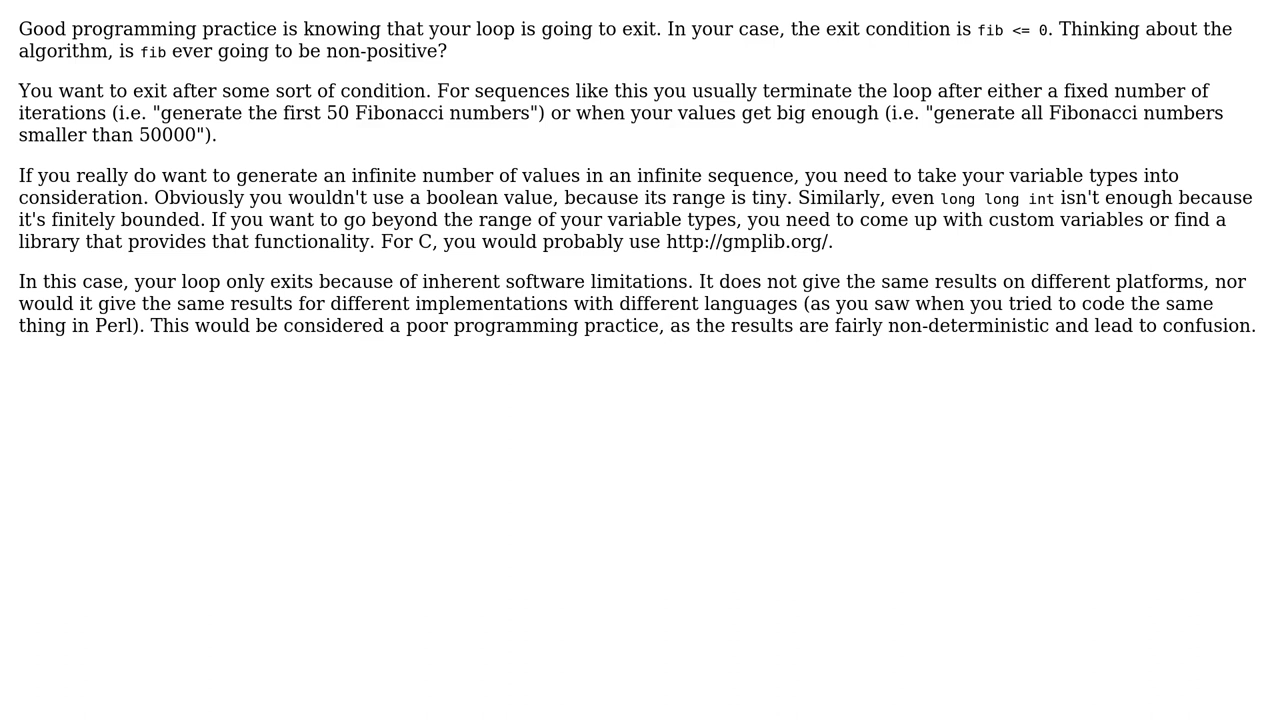 Good programming practice is knowing that your loop is going to exit. In your case, the exit condition is fib <= 0. Thinking about the
algorithm, is fib ever going to be non-positive?
You want to exit after some sort of condition. For sequences like this you usually terminate the loop after either a fixed number of
iterations (i.e. "generate the first 50 Fibonacci numbers") or when your values get big enough (i.e. "generate all Fibonacci numbers
smaller than 50000").
If you really do want to generate an infinite number of values in an infinite sequence, you need to take your variable types into
consideration. Obviously you wouldn't use a boolean value, because its range is tiny. Similarly, even long long int isn't enough because
it's finitely bounded. If you want to go beyond the range of your variable types, you need to come up with custom variables or find a
library that provides that functionality. For C, you would probably use http://gmplib.org/.
In this case, your loop only exits because of inherent software limitations. It does not give the same results on different platforms, nor
would it give the same results for different implementations with different languages (as you saw when you tried to code the same
thing in Perl). This would be considered a poor programming practice, as the results are fairly non-deterministic and lead to confusion.